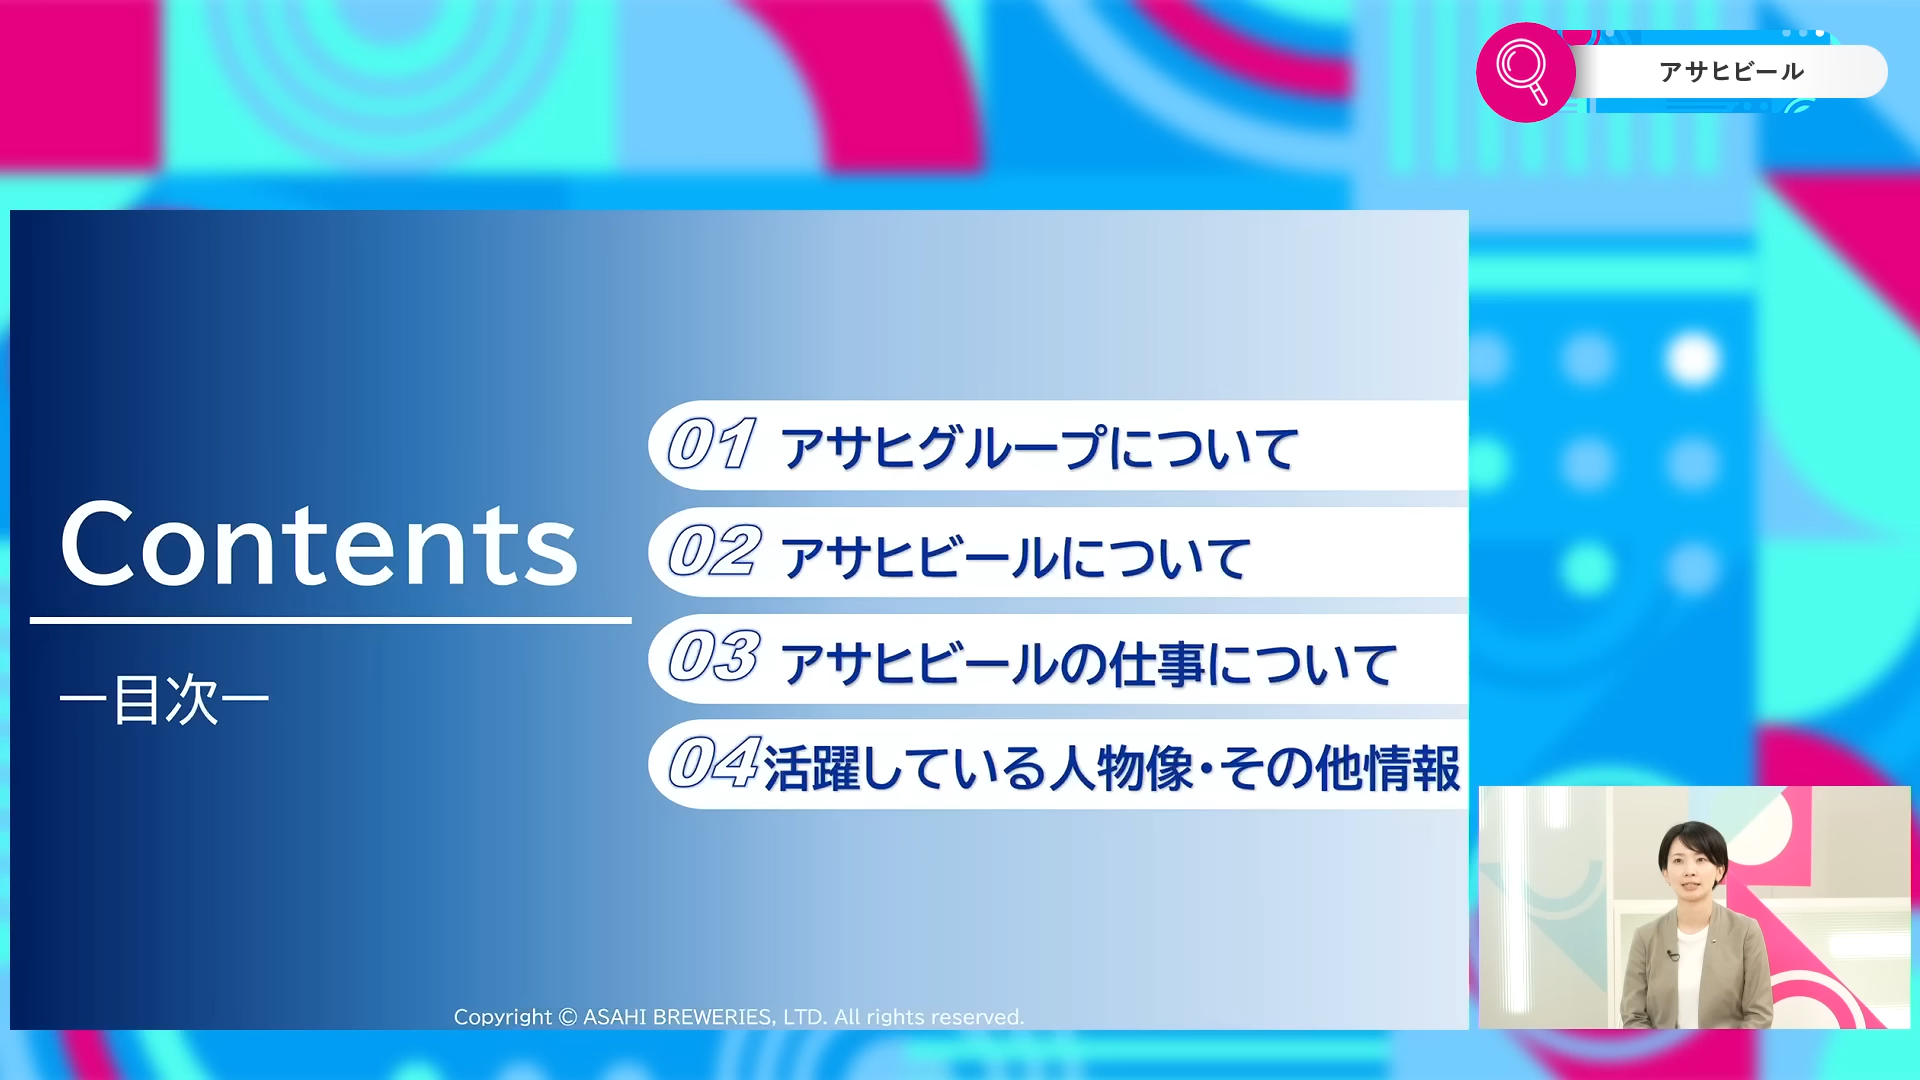 アサヒビール
Contents
ー目次ー
01 アサヒグループについて
02 アサヒビールについて
03 アサヒビールの仕事について
04 活躍している人物像・その他情報
Copyright © ASAHI BREWERIES, LTD. All rights reserved.